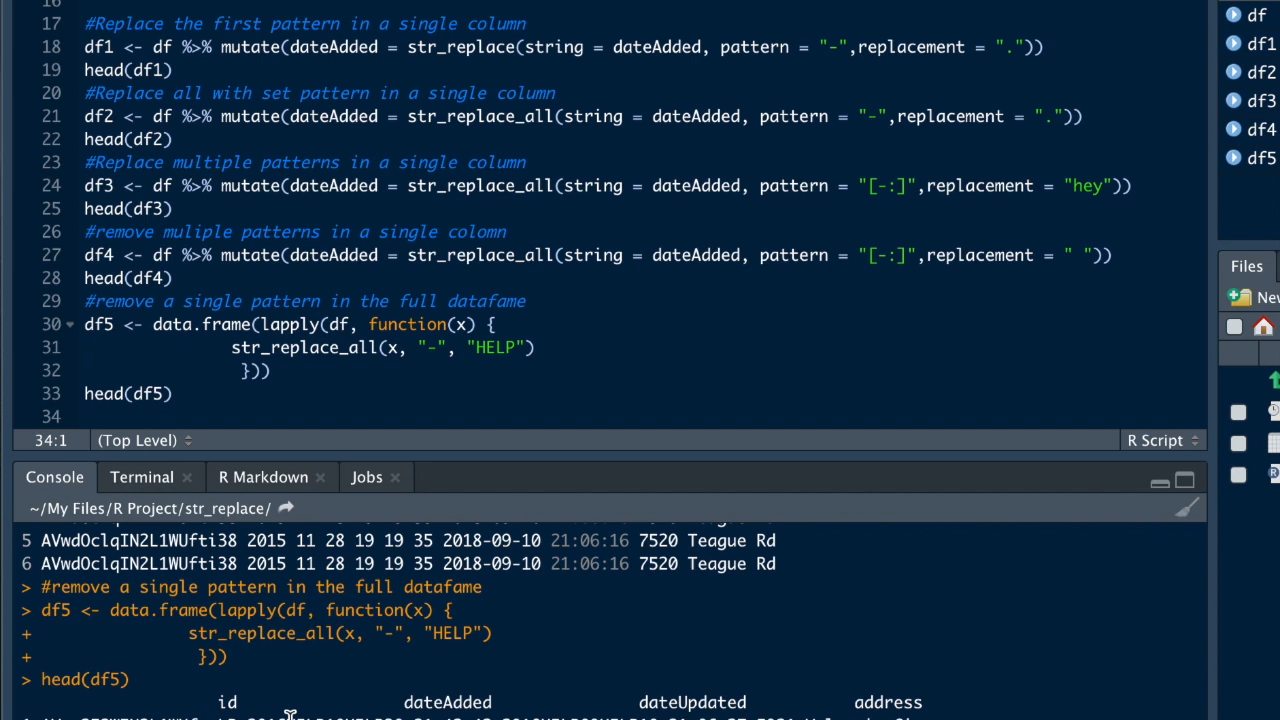 16
17 #Replace the first pattern in a single column
18 df1 <- df %>% mutate(dateAdded = str_replace(string = dateAdded, pattern = "-",replacement = "."))
19 head(df1)
20 #Replace all with set pattern in a single column
21 df2 <- df %>% mutate(dateAdded = str_replace_all(string = dateAdded, pattern = "-",replacement = "."))
22 head(df2)
23 #Replace multiple patterns in a single column
24 df3 <- df %>% mutate(dateAdded = str_replace_all(string = dateAdded, pattern = "[-:]",replacement = "hey"))
25 head(df3)
26 #remove muliple patterns in a single colomn
27 df4 <- df %>% mutate(dateAdded = str_replace_all(string = dateAdded, pattern = "[-:]",replacement = " "))
28 head(df4)
29 #remove a single pattern in the full datafame
30 df5 <- data.frame(lapply(df, function(x) {
31 str_replace_all(x, "-", "HELP")
32 }))
33 head(df5)
34
34:1 (Top Level) R Script
Console Terminal R Markdown Jobs
~/My Files/R Project/str_replace/
5 AVwdOclqIN2L1WUfti38 2015 11 28 19 19 35 2018-09-10 21:06:16 7520 Teague Rd
6 AVwdOclqIN2L1WUfti38 2015 11 28 19 19 35 2018-09-10 21:06:16 7520 Teague Rd
> #remove a single pattern in the full datafame
> df5 <- data.frame(lapply(df, function(x) {
+ str_replace_all(x, "-", "HELP")
+ }))
> head(df5)
id dateAdded dateUpdated address
df
df1
df2
df3
df4
df5
Files